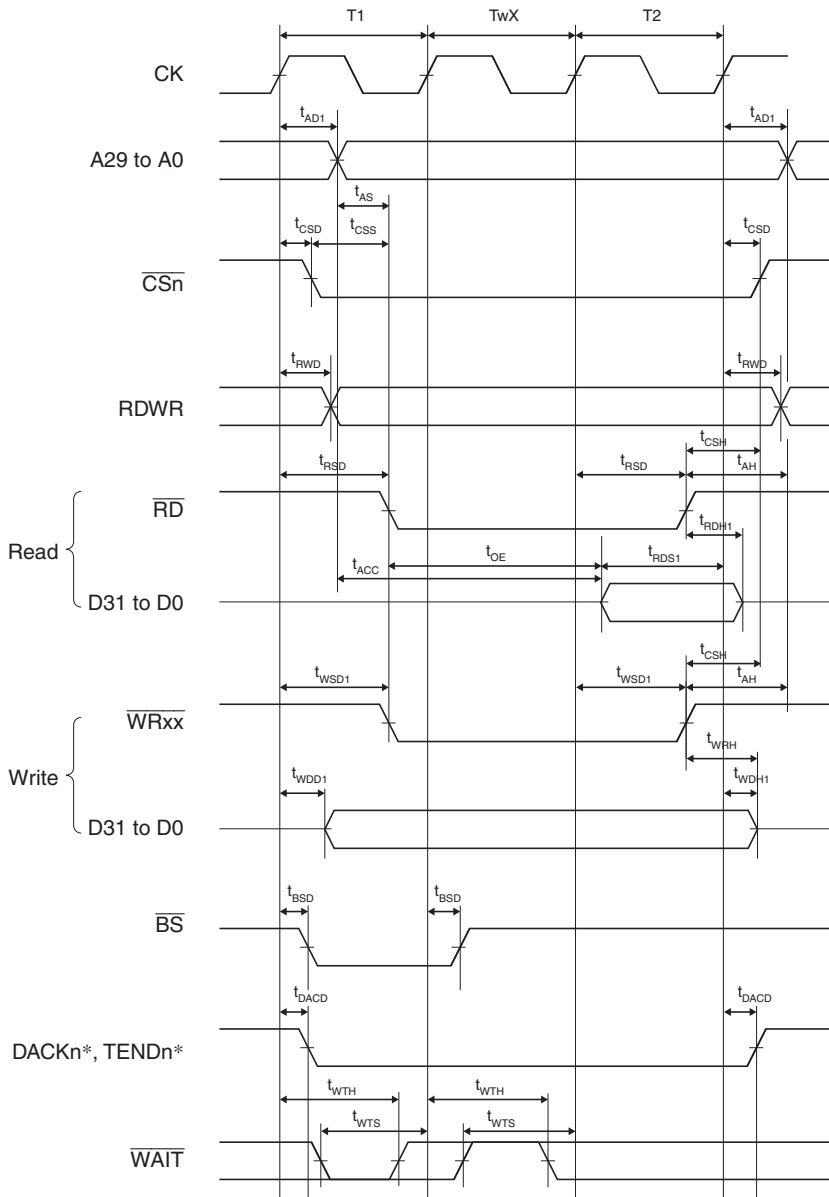 T1 TwX T2
CK
tAD1 tAD1
A29 to A0
tAS
tCSD tCSS tCSD
CSn
tRWD tRWD
RDWR
tCSH
tRSD tRSD tAH
RD
tRDH1
Read
tOE tRDS1
tACC
D31 to D0
tCSH
tWSD1 tWSD1 tAH
WRxx
tWRH
Write
tWDD1 tWDH1
D31 to D0
tBSD tBSD
BS
tDACD tDACD
DACKn*, TENDn*
tWTH tWTH
tWTS tWTS
WAIT